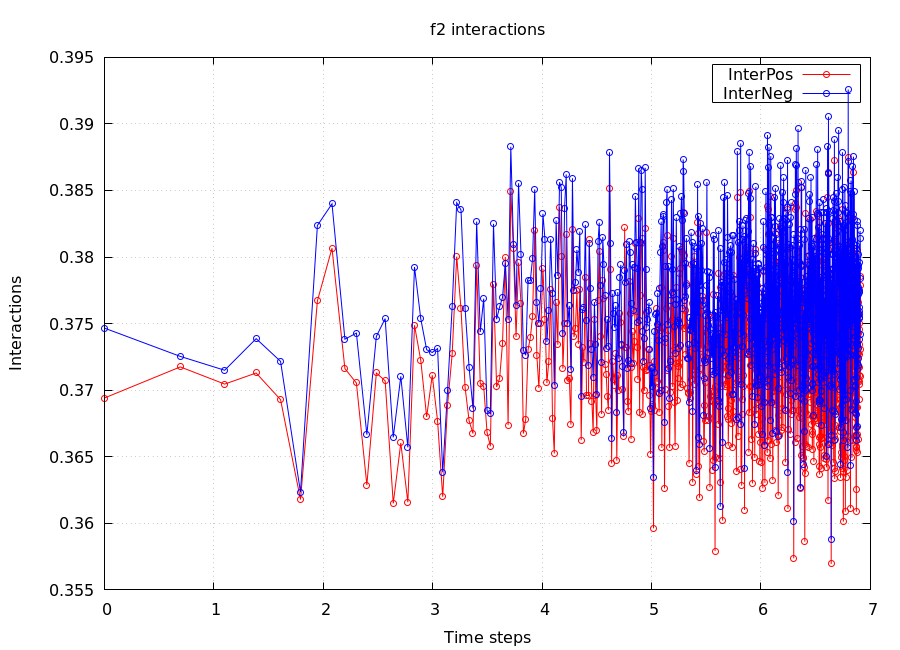 f2 interactions
InterPos
InterNeg
0.395
0.39
0.385
0.38
0.375
0.37
0.365
0.36
0.355
Interactions
0 1 2 3 4 5 6 7
Time steps